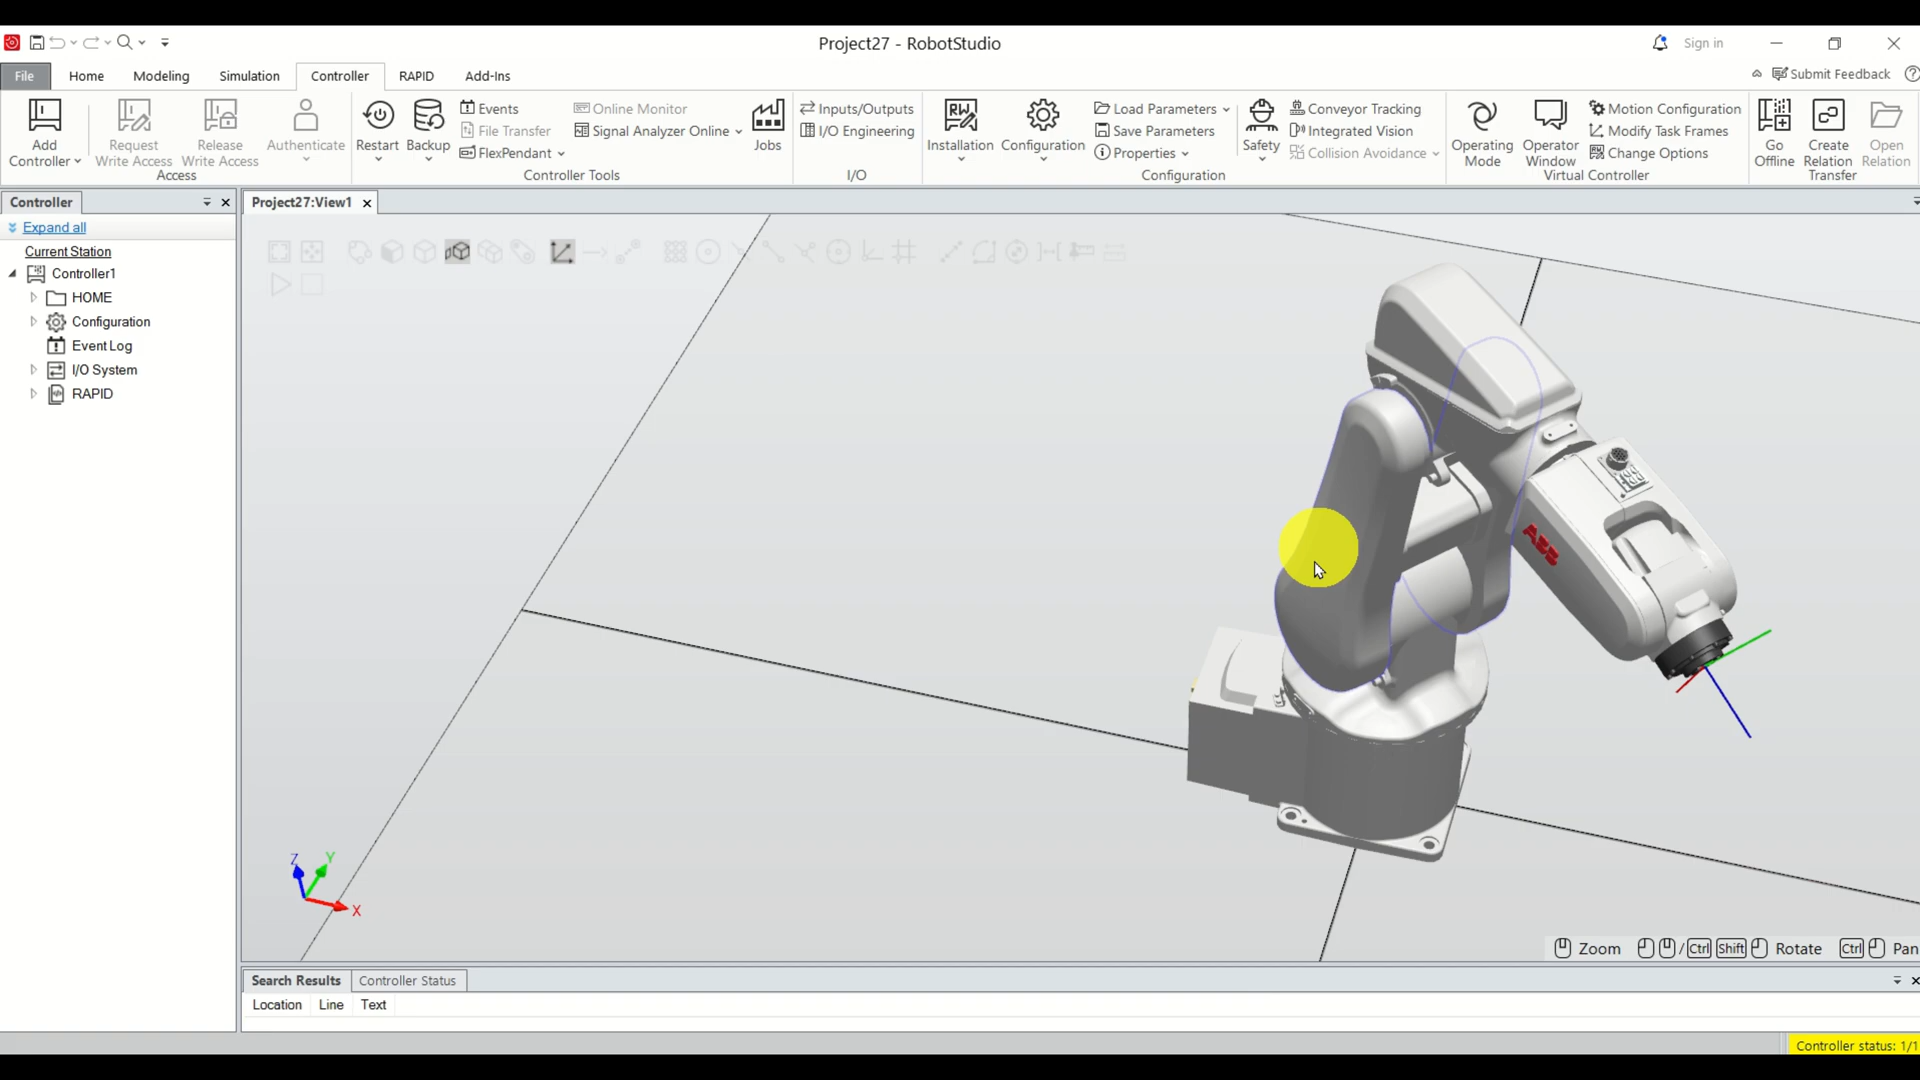 Project27 - RobotStudio
Sign in
File Home Modeling Simulation Controller RAPID Add-Ins
Submit Feedback
Add Controller
Request Write Access
Release Write Access
Authenticate
Access
Restart
Backup
Events
File Transfer
FlexPendant
Online Monitor
Signal Analyzer Online
Jobs
Controller Tools
Inputs/Outputs
I/O Engineering
I/O
Installation
Configuration
Load Parameters
Save Parameters
Properties
Safety
Conveyor Tracking
Integrated Vision
Collision Avoidance
Configuration
Operating Mode
Operator Window
Motion Configuration
Modify Task Frames
Change Options
Virtual Controller
Go Offline
Create Relation
Open Relation
Transfer
Controller
Project27:View1
Expand all
Current Station
Controller1
HOME
Configuration
Event Log
I/O System
RAPID
ABB
Z
Y
X
Zoom / Ctrl Shift Rotate Ctrl Pan
Search Results Controller Status
Location Line Text
Controller status: 1/1